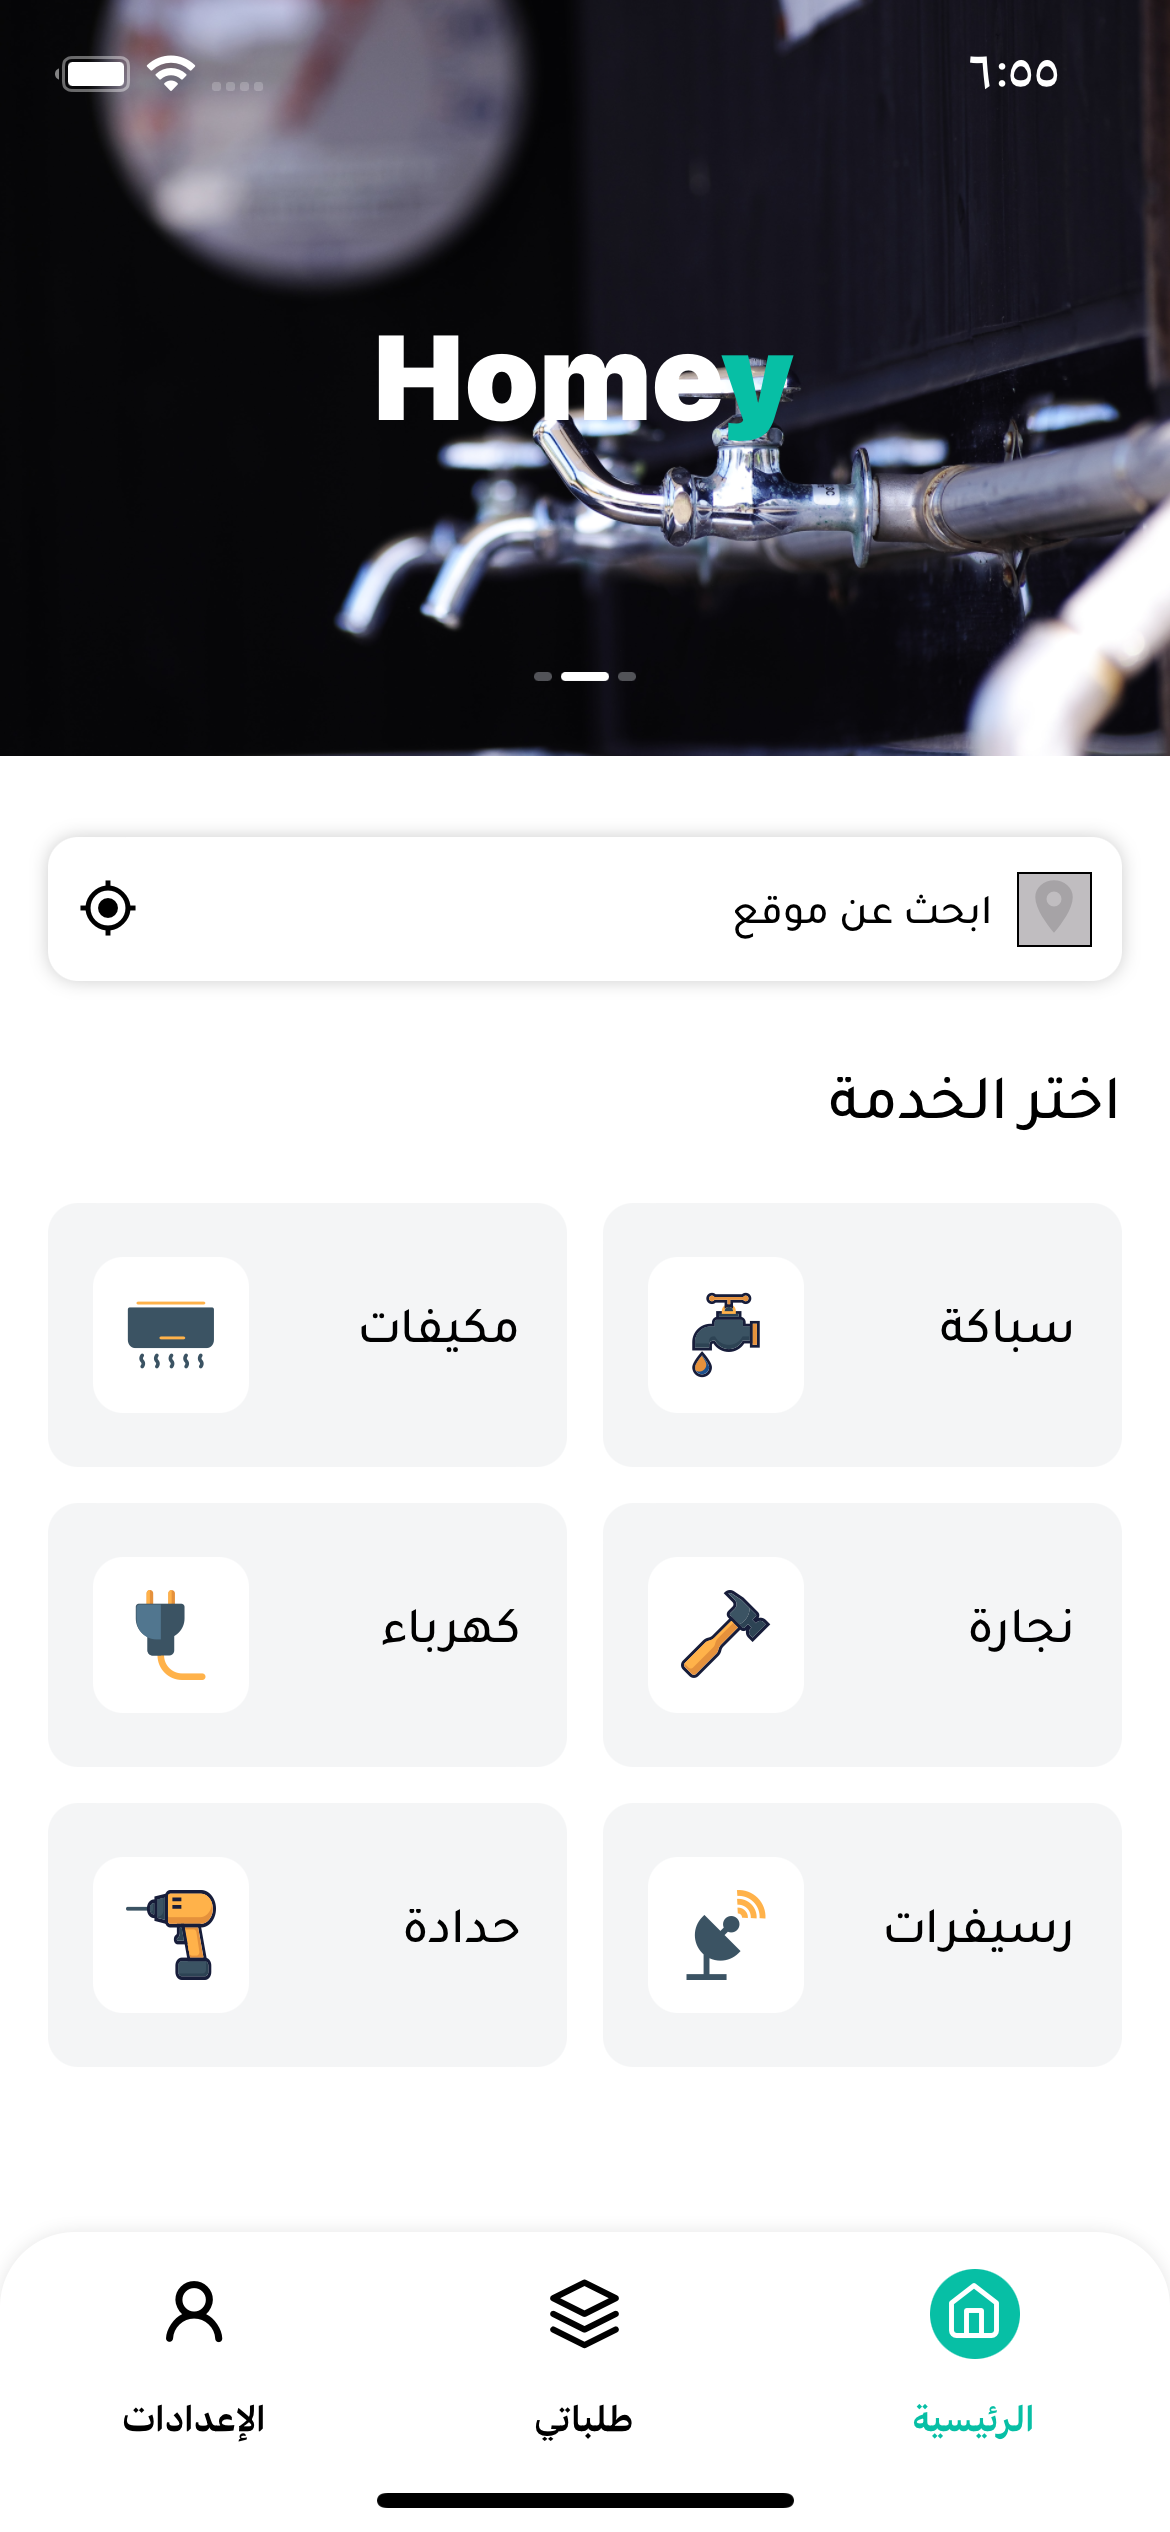 ٦:٥٥
Homey
ابحث عن موقع
اختر الخدمة
سباكة
مكيفات
نجارة
كهرباء
رسيفرات
حدادة
الرئيسية
طلباتي
الإعدادات